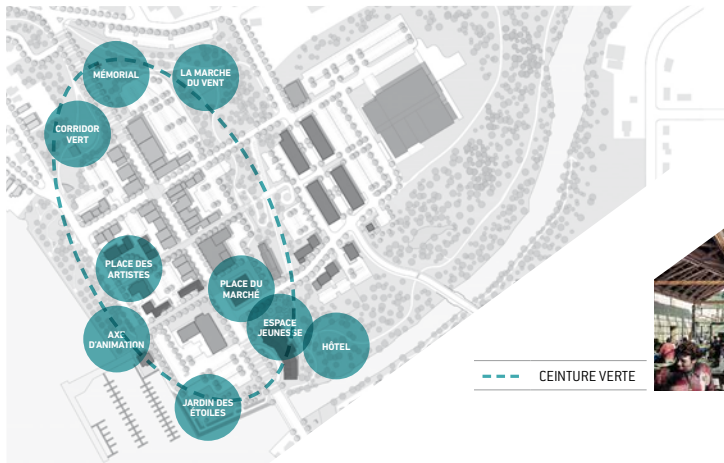 MÉMORIAL
LA MARCHE
DU VENT
CORRIDOR
VERT
PLACE DES
ARTISTES
PLACE DU
MARCHÉ
ESPACE
JEUNESSE
AXE
D'ANIMATION
HÔTEL
JARDIN DES
ÉTOILES
CEINTURE VERTE